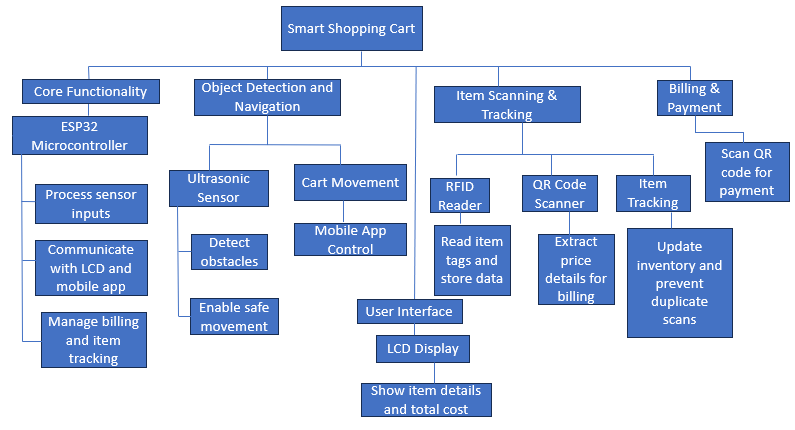 Smart Shopping Cart
Core Functionality
ESP32
Microcontroller
Process sensor
inputs
Communicate
with LCD and
mobile app
Manage billing
and item
tracking
Object Detection and
Navigation
Ultrasonic
Sensor
Detect
obstacles
Enable safe
movement
Cart Movement
Mobile App
Control
User Interface
LCD Display
Show item details
and total cost
Item Scanning &
Tracking
RFID
Reader
Read item
tags and
store data
QR Code
Scanner
Extract
price
details for
billing
Item
Tracking
Update
inventory and
prevent
duplicate
scans
Billing &
Payment
Scan QR
code for
payment